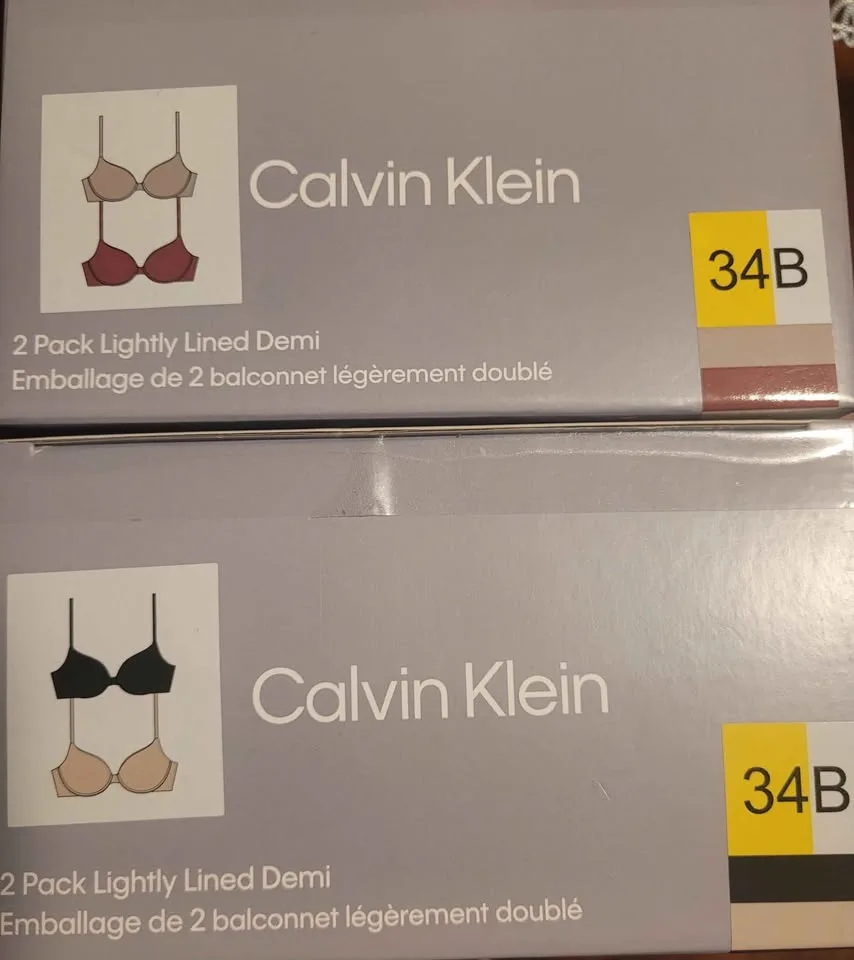 Calvin Klein
34B
2 Pack Lightly Lined Demi
Emballage de 2 balconnet légèrement doublé
Calvin Klein
34B
2 Pack Lightly Lined Demi
Emballage de 2 balconnet légèrement doublé